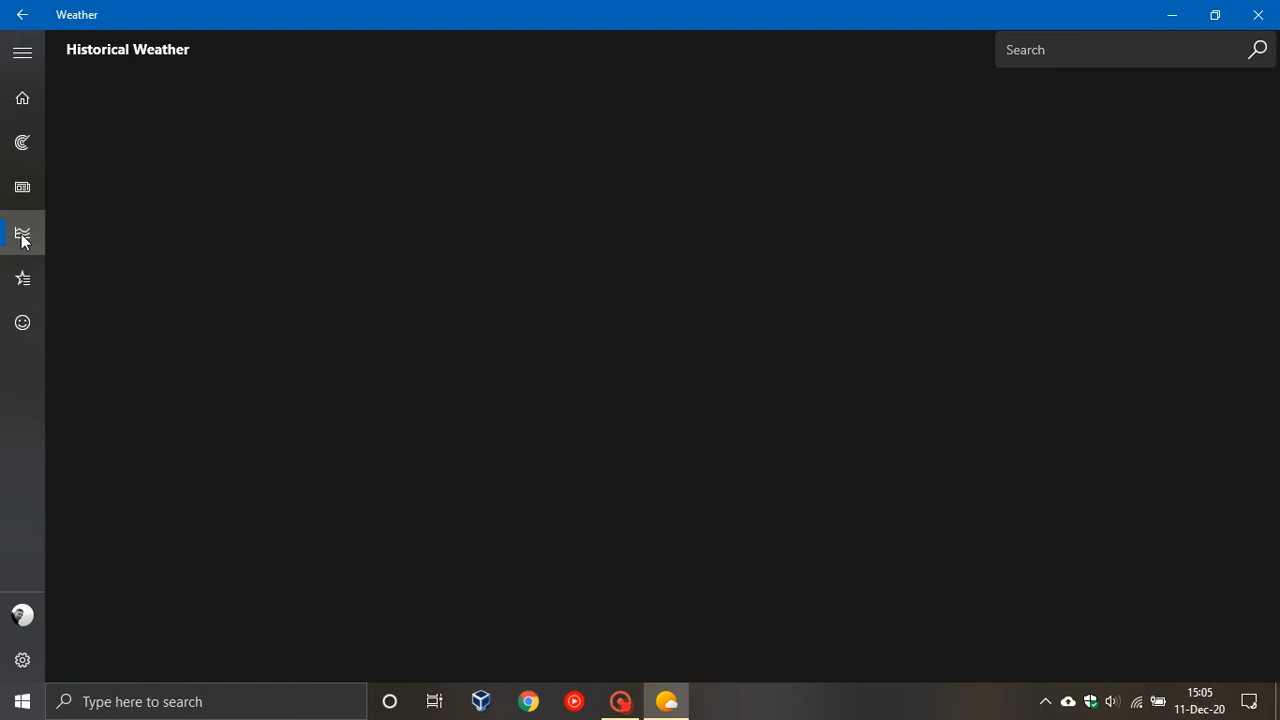 Weather
Historical Weather
Search
Type here to search
15:05
11-Dec-20